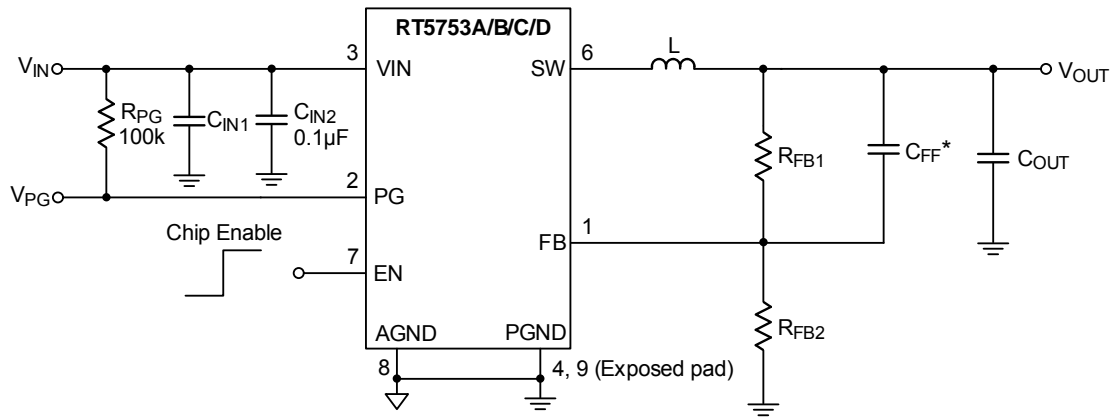 RT5753A/B/C/D
VIN
3
VIN
SW
6
L
VOUT
RPG
100k
CIN1
CIN2
0.1µF
RFB1
CFF*
COUT
VPG
2
PG
Chip Enable
FB
1
7
EN
RFB2
AGND
PGND
8
4, 9 (Exposed pad)